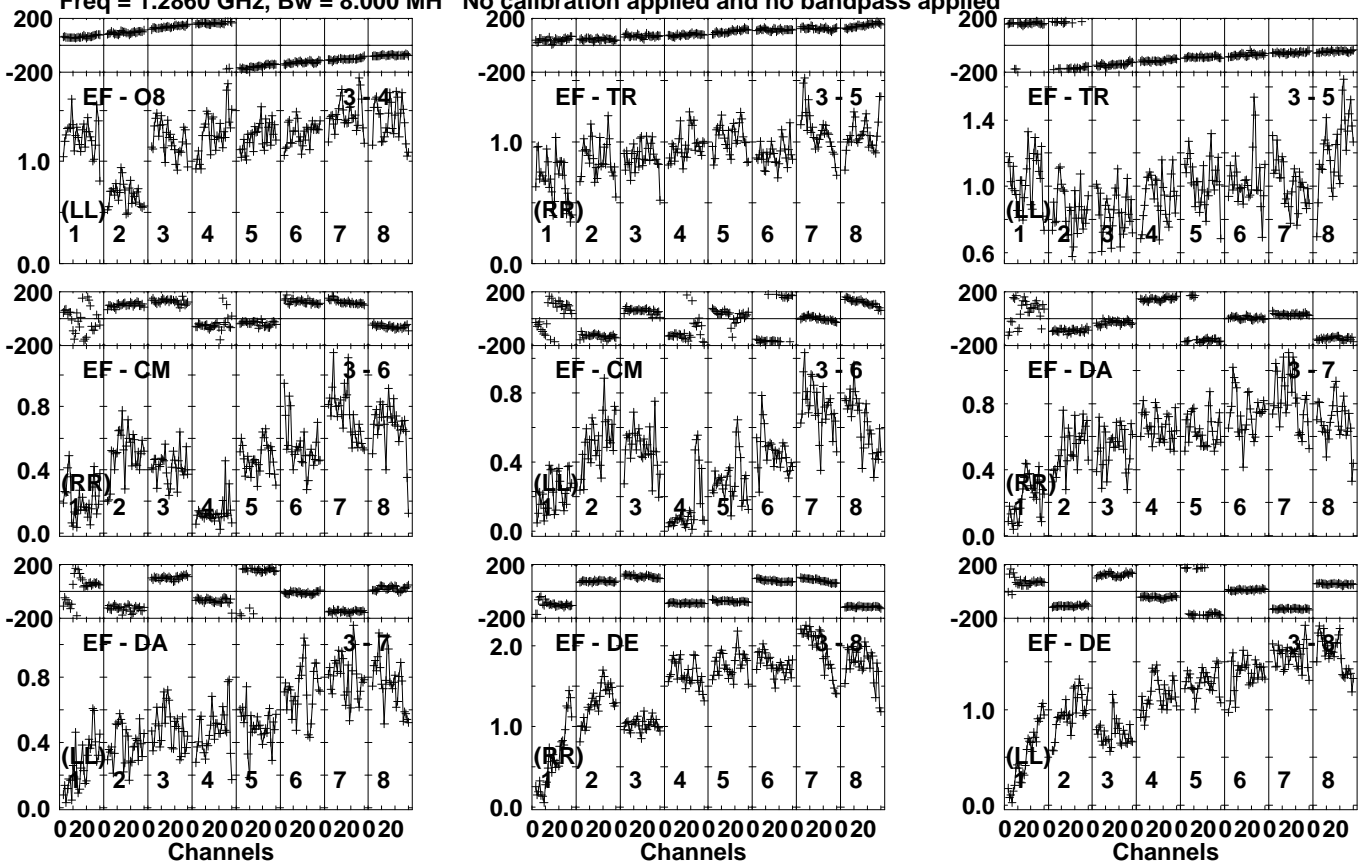 Freq = 1.2860 GHz, Bw = 8.000 MH No calibration applied and no bandpass applied
200 200 200
-200 -200 -200
EF - O8 3 - 4 EF - TR 3 - 5 EF - TR 3 - 5
1.4
1.0 1.0 1.0
(LL) (RR) (LL)
1 2 3 4 5 6 7 8 1 2 3 4 5 6 7 8 1 2 3 4 5 6 7 8
0.0 0.0 0.6
200 200 200
-200 -200 -200
EF - CM 3 - 6 EF - CM 3 - 6 EF - DA 3 - 7
0.8 0.8 0.8
0.4 0.4 0.4
(RR) (LL) (RR)
1 2 3 4 5 6 7 8 1 2 3 4 5 6 7 8 1 2 3 4 5 6 7 8
0.0 0.0 0.0
200 200 200
-200 -200 -200
EF - DA 3 - 7 EF - DE 3 - 8 EF - DE 3 - 8
0.8 2.0
0.4 1.0 1.0
(LL) (RR) (LL)
1 2 3 4 5 6 7 8 1 2 3 4 5 6 7 8 1 2 3 4 5 6 7 8
0.0 0.0 0.0
0 20 0 20 0 20 0 20 0 20 0 20 0 20 0 20 0 20 0 20 0 20 0 20 0 20 0 20 0 20 0 20 0 20 0 20 0 20 0 20 0 20 0 20 0 20 0 20
Channels Channels Channels